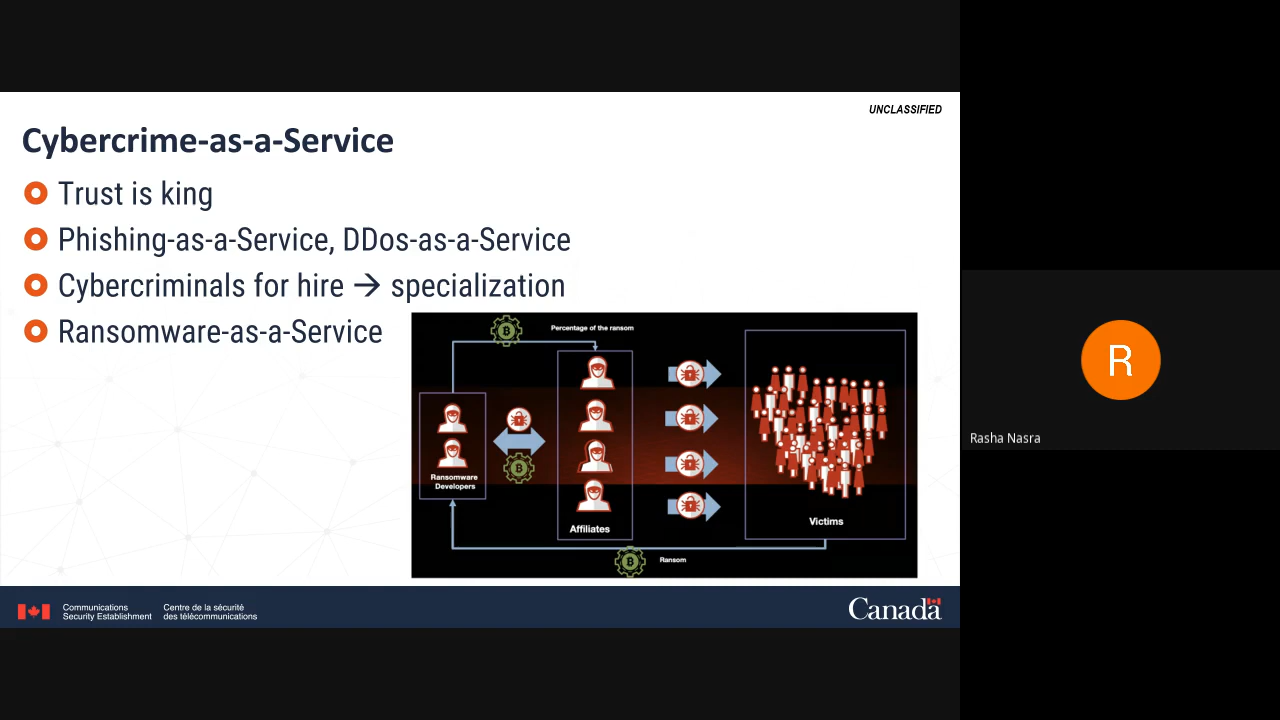 UNCLASSIFIED
Cybercrime-as-a-Service
Trust is king
Phishing-as-a-Service, DDos-as-a-Service
Cybercriminals for hire → specialization
Ransomware-as-a-Service
Percentage of the ransom
Ransomware
Developers
Affiliates
Victims
Ransom
Communications
Security Establishment
Centre de la sécurité
des télécommunications
Canada
R
Rasha Nasra